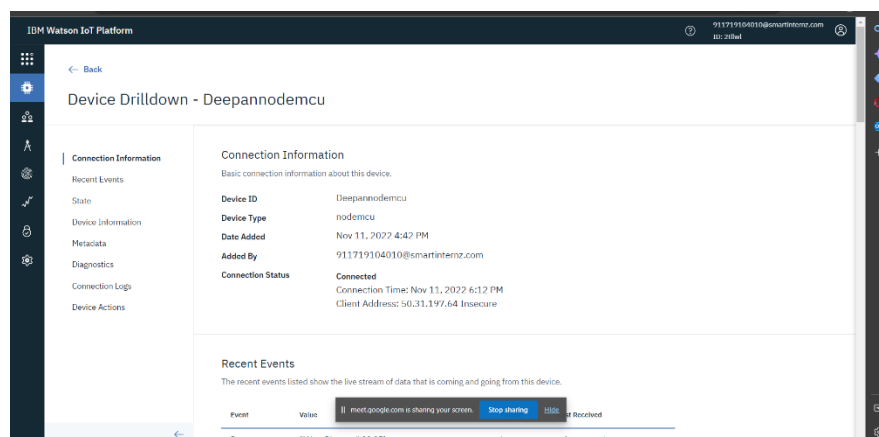 IBM Watson IoT Platform
911719104010@smartinternz.com
ID: 2tllwl
Back
Device Drilldown - Deepannodemcu
Connection Information
Recent Events
State
Device Information
Metadata
Diagnostics
Connection Logs
Device Actions
Connection Information
Basic connection information about this device.
Device ID Deepannodemcu
Device Type nodemcu
Date Added Nov 11, 2022 4:42 PM
Added By 911719104010@smartinternz.com
Connection Status Connected
Connection Time: Nov 11, 2022 6:12 PM
Client Address: 50.31.197.64 Insecure
Recent Events
The recent events listed show the live stream of data that is coming and going from this device.
Event Value Received
meet.google.com is sharing your screen. Stop sharing Hide